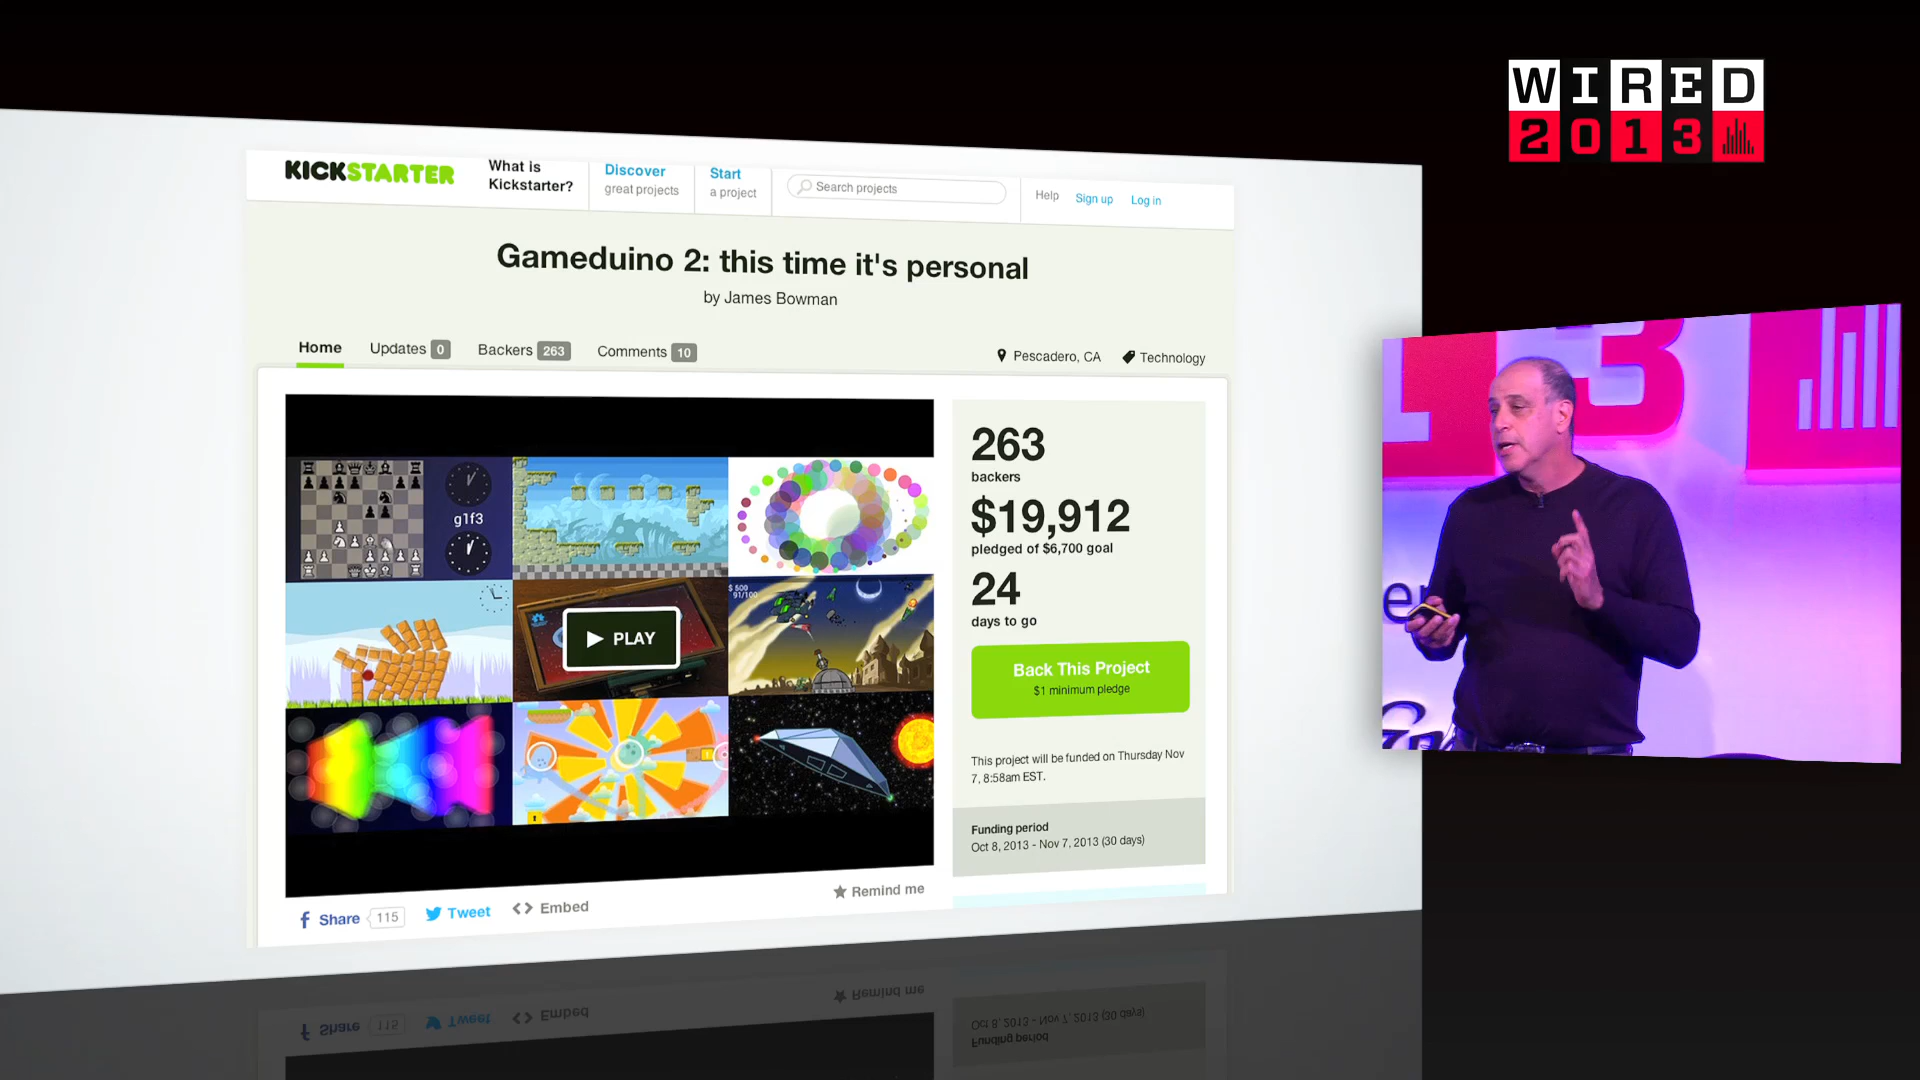 WIRED
2013
KICKSTARTER
What is
Kickstarter?
Discover
great projects
Start
a project
Search projects
Help
Sign up
Log in
Gameduino 2: this time it's personal
by James Bowman
Home
Updates 0
Backers 263
Comments 10
Pescadero, CA
Technology
g1f3
$ 500
91/100
PLAY
263
backers
$19,912
pledged of $6,700 goal
24
days to go
Back This Project
$1 minimum pledge
This project will be funded on Thursday Nov
7, 8:58am EST.
Funding period
Oct 8, 2013 - Nov 7, 2013 (30 days)
Remind me
Share 115
Tweet
Embed
13